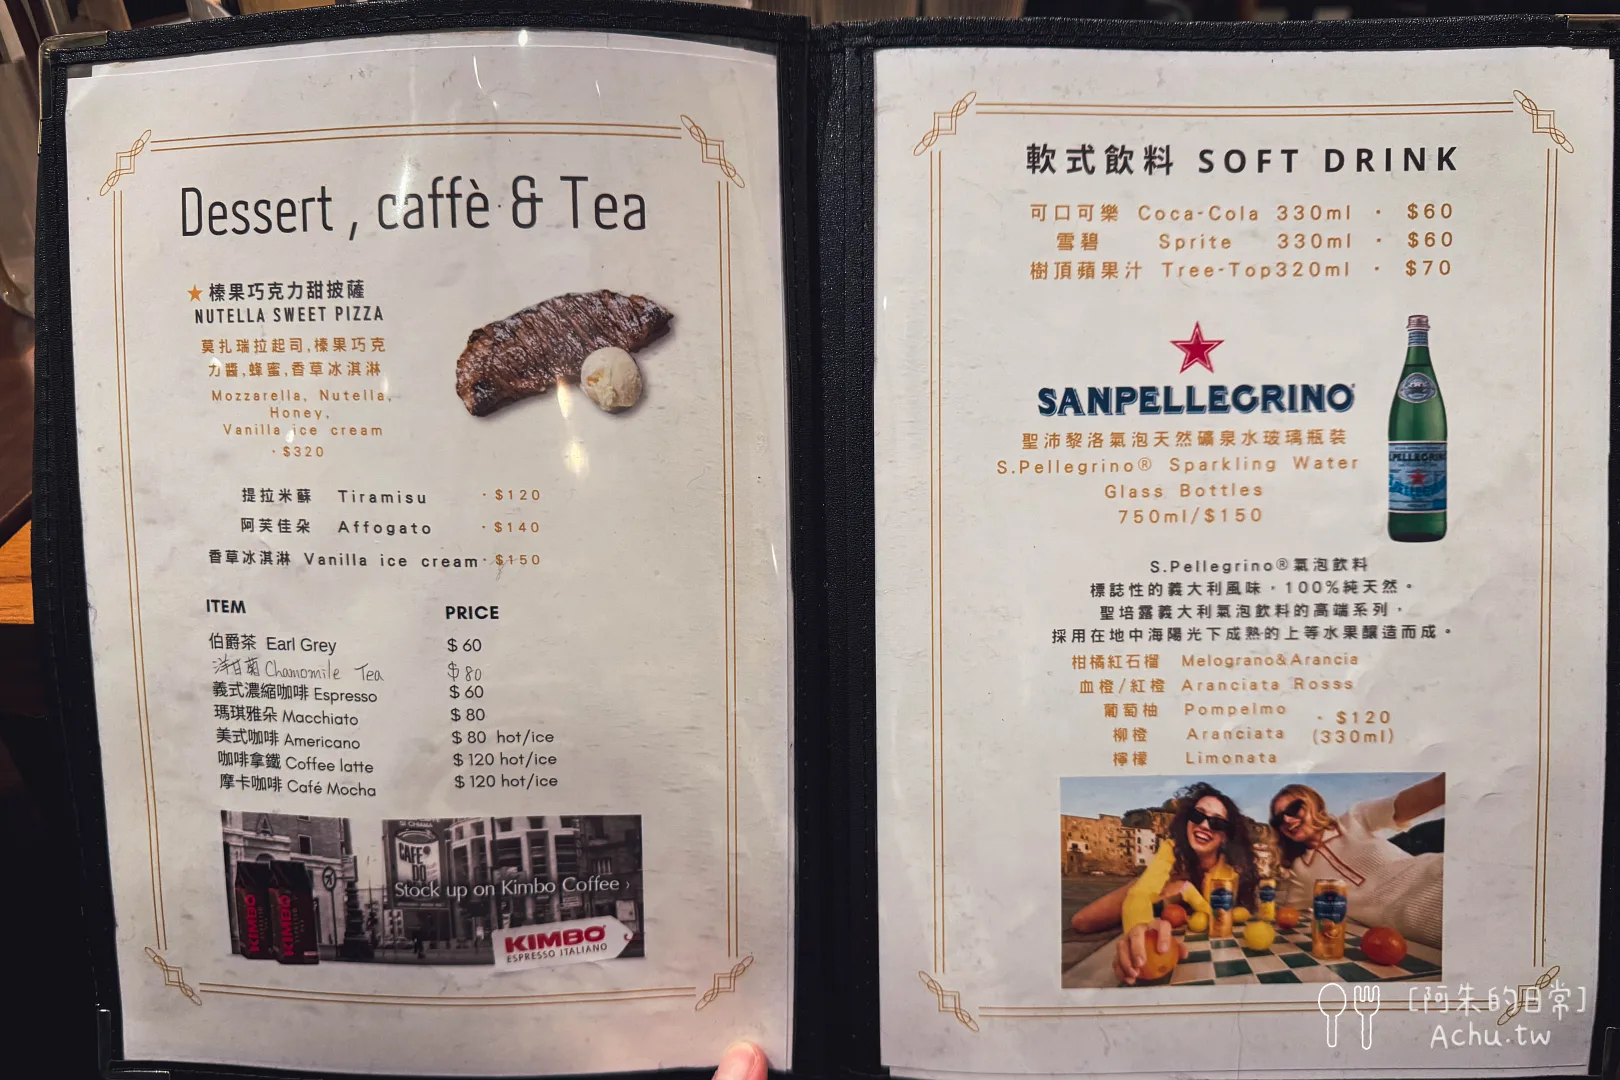 Dessert , caffè & Tea
★ 榛果巧克力甜披薩
NUTELLA SWEET PIZZA
莫扎瑞拉起司,榛果巧克
力醬,蜂蜜,香草冰淇淋
Mozzarella, Nutella,
Honey,
Vanilla ice cream
·$320
提拉米蘇 Tiramisu ·$120
阿芙佳朵 Affogato ·$140
香草冰淇淋 Vanilla ice cream·$150
ITEM PRICE
伯爵茶 Earl Grey $ 60
洋甘菊 Chamomile Tea $ 80
義式濃縮咖啡 Espresso $ 60
瑪琪雅朵 Macchiato $ 80
美式咖啡 Americano $ 80 hot/ice
咖啡拿鐵 Coffee latte $ 120 hot/ice
摩卡咖啡 Café Mocha $ 120 hot/ice
SI CHIAMA
CAFE
DO
Stock up on Kimbo Coffee ›
KIMBO
KIMBO
KIMBO
ESPRESSO ITALIANO
軟式飲料 SOFT DRINK
可口可樂 Coca-Cola 330ml · $60
雪碧 Sprite 330ml · $60
樹頂蘋果汁 Tree-Top320ml · $70
SANPELLEGRINO
聖沛黎洛氣泡天然礦泉水玻璃瓶裝
S.Pellegrino® Sparkling Water
Glass Bottles
750ml/$150
S.PELLEGRINO
S.Pellegrino®氣泡飲料
標誌性的義大利風味，100%純天然。
聖培露義大利氣泡飲料的高端系列，
採用在地中海陽光下成熟的上等水果釀造而成。
柑橘紅石榴 Melograno&Arancia
血橙/紅橙 Aranciata Rosss
葡萄柚 Pompelmo
· $120
柳橙 Aranciata (330ml)
檸檬 Limonata
[阿朱的日常]
Achu.tw